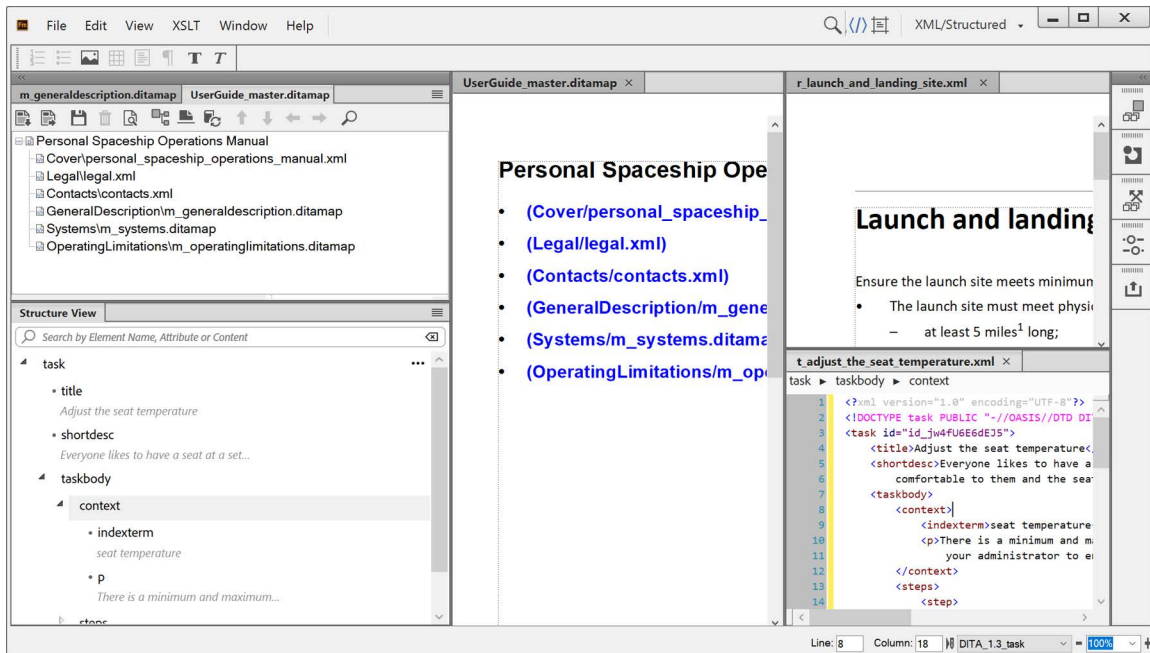 Fm File Edit View XSLT Window Help XML/Structured
T T
m_generaldescription.ditamap UserGuide_master.ditamap
Personal Spaceship Operations Manual
Cover\personal_spaceship_operations_manual.xml
Legal\legal.xml
Contacts\contacts.xml
GeneralDescription\m_generaldescription.ditamap
Systems\m_systems.ditamap
OperatingLimitations\m_operatinglimitations.ditamap
Structure View
Search by Element Name, Attribute or Content
task
title
Adjust the seat temperature
shortdesc
Everyone likes to have a seat at a set...
taskbody
context
indexterm
seat temperature
p
There is a minimum and maximum...
steps
UserGuide_master.ditamap
Personal Spaceship Ope
• (Cover/personal_spaceship_
• (Legal/legal.xml)
• (Contacts/contacts.xml)
• (GeneralDescription/m_gene
• (Systems/m_systems.ditama
• (OperatingLimitations/m_op
r_launch_and_landing_site.xml
Launch and landing
Ensure the launch site meets minimum
• The launch site must meet physi
– at least 5 miles1 long;
t_adjust_the_seat_temperature.xml
task ▸ taskbody ▸ context
1 <?xml version="1.0" encoding="UTF-8"?>
2 <!DOCTYPE task PUBLIC "-//OASIS//DTD DI
3 <task id="id_jw4fU6E6dEJ5">
4 <title>Adjust the seat temperature<
5 <shortdesc>Everyone likes to have a
6 comfortable to them and the sea
7 <taskbody>
8 <context>
9 <indexterm>seat temperature
10 <p>There is a minimum and ma
11 your administrator to e
12 </context>
13 <steps>
14 <step>
Line: 8 Column: 18 DITA_1.3_task 100%